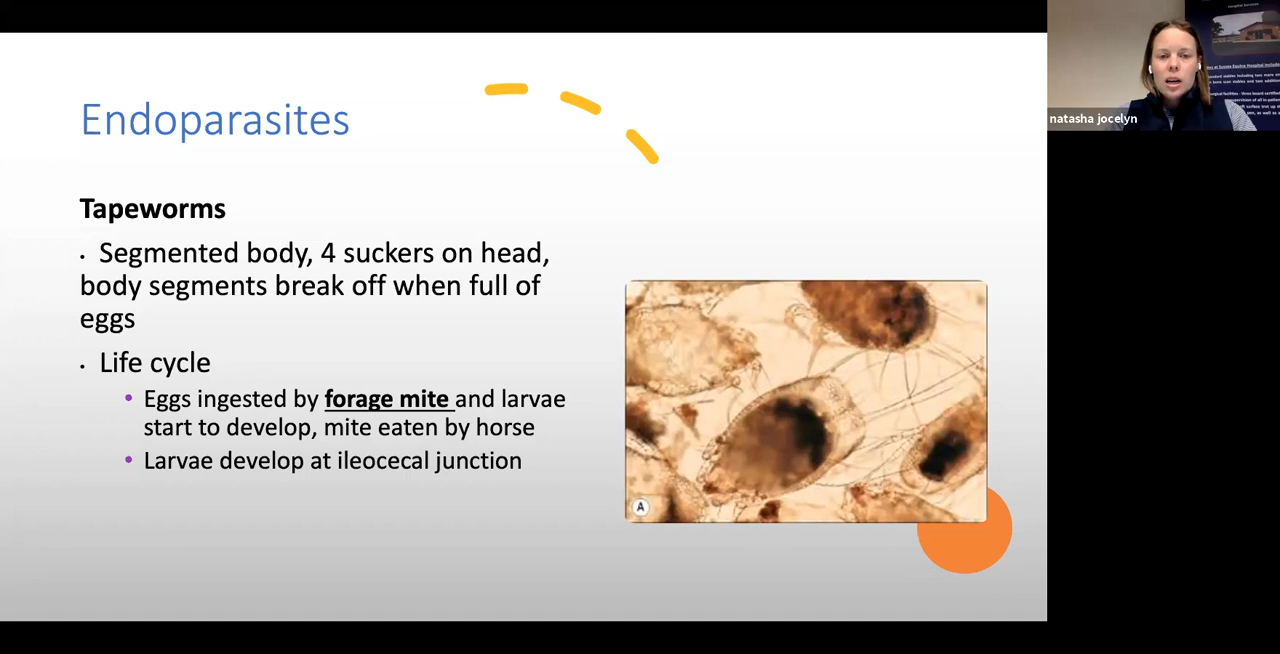 Endoparasites
Tapeworms
• Segmented body, 4 suckers on head,
body segments break off when full of
eggs
• Life cycle
• Eggs ingested by forage mite and larvae
start to develop, mite eaten by horse
• Larvae develop at ileocecal junction
A
natasha jocelyn